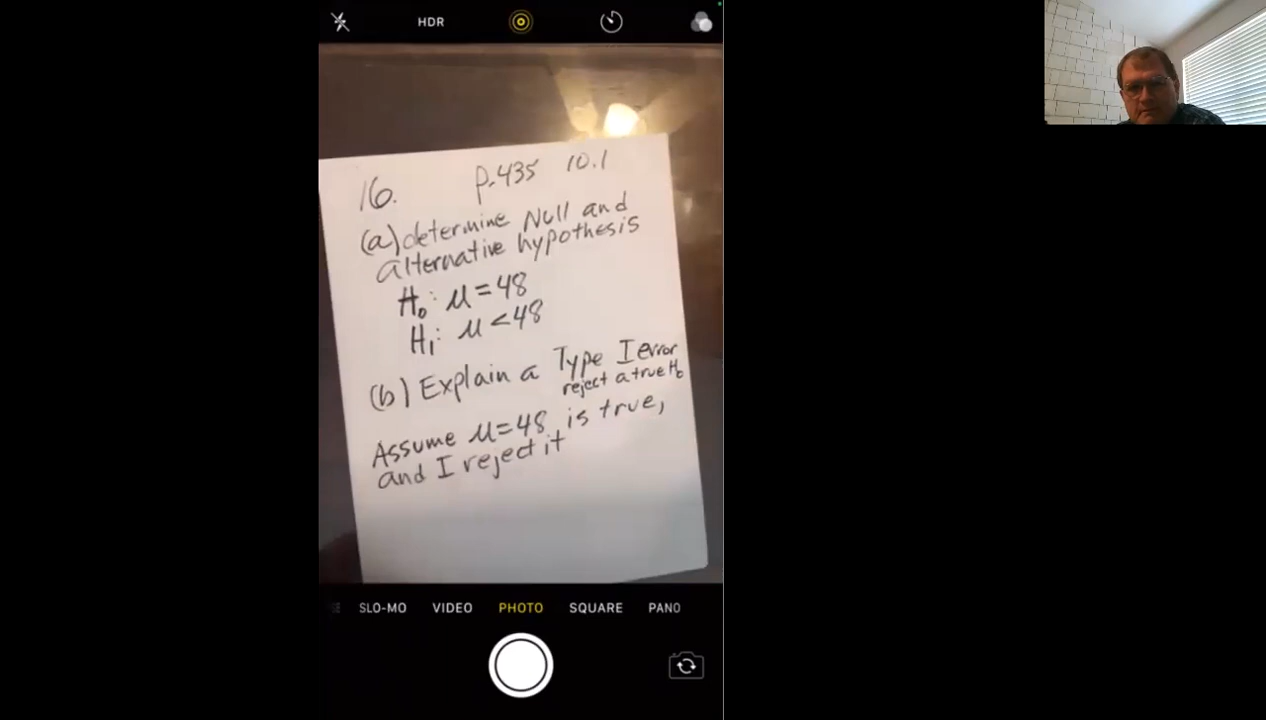 HDR
16. p.435 10.1
(a) determine Null and
alternative hypothesis
H₀: μ = 48
H₁: μ < 48
(b) Explain a Type I error
reject a true H₀
Assume μ = 48 is true,
and I reject it
SLO-MO VIDEO PHOTO SQUARE PANO